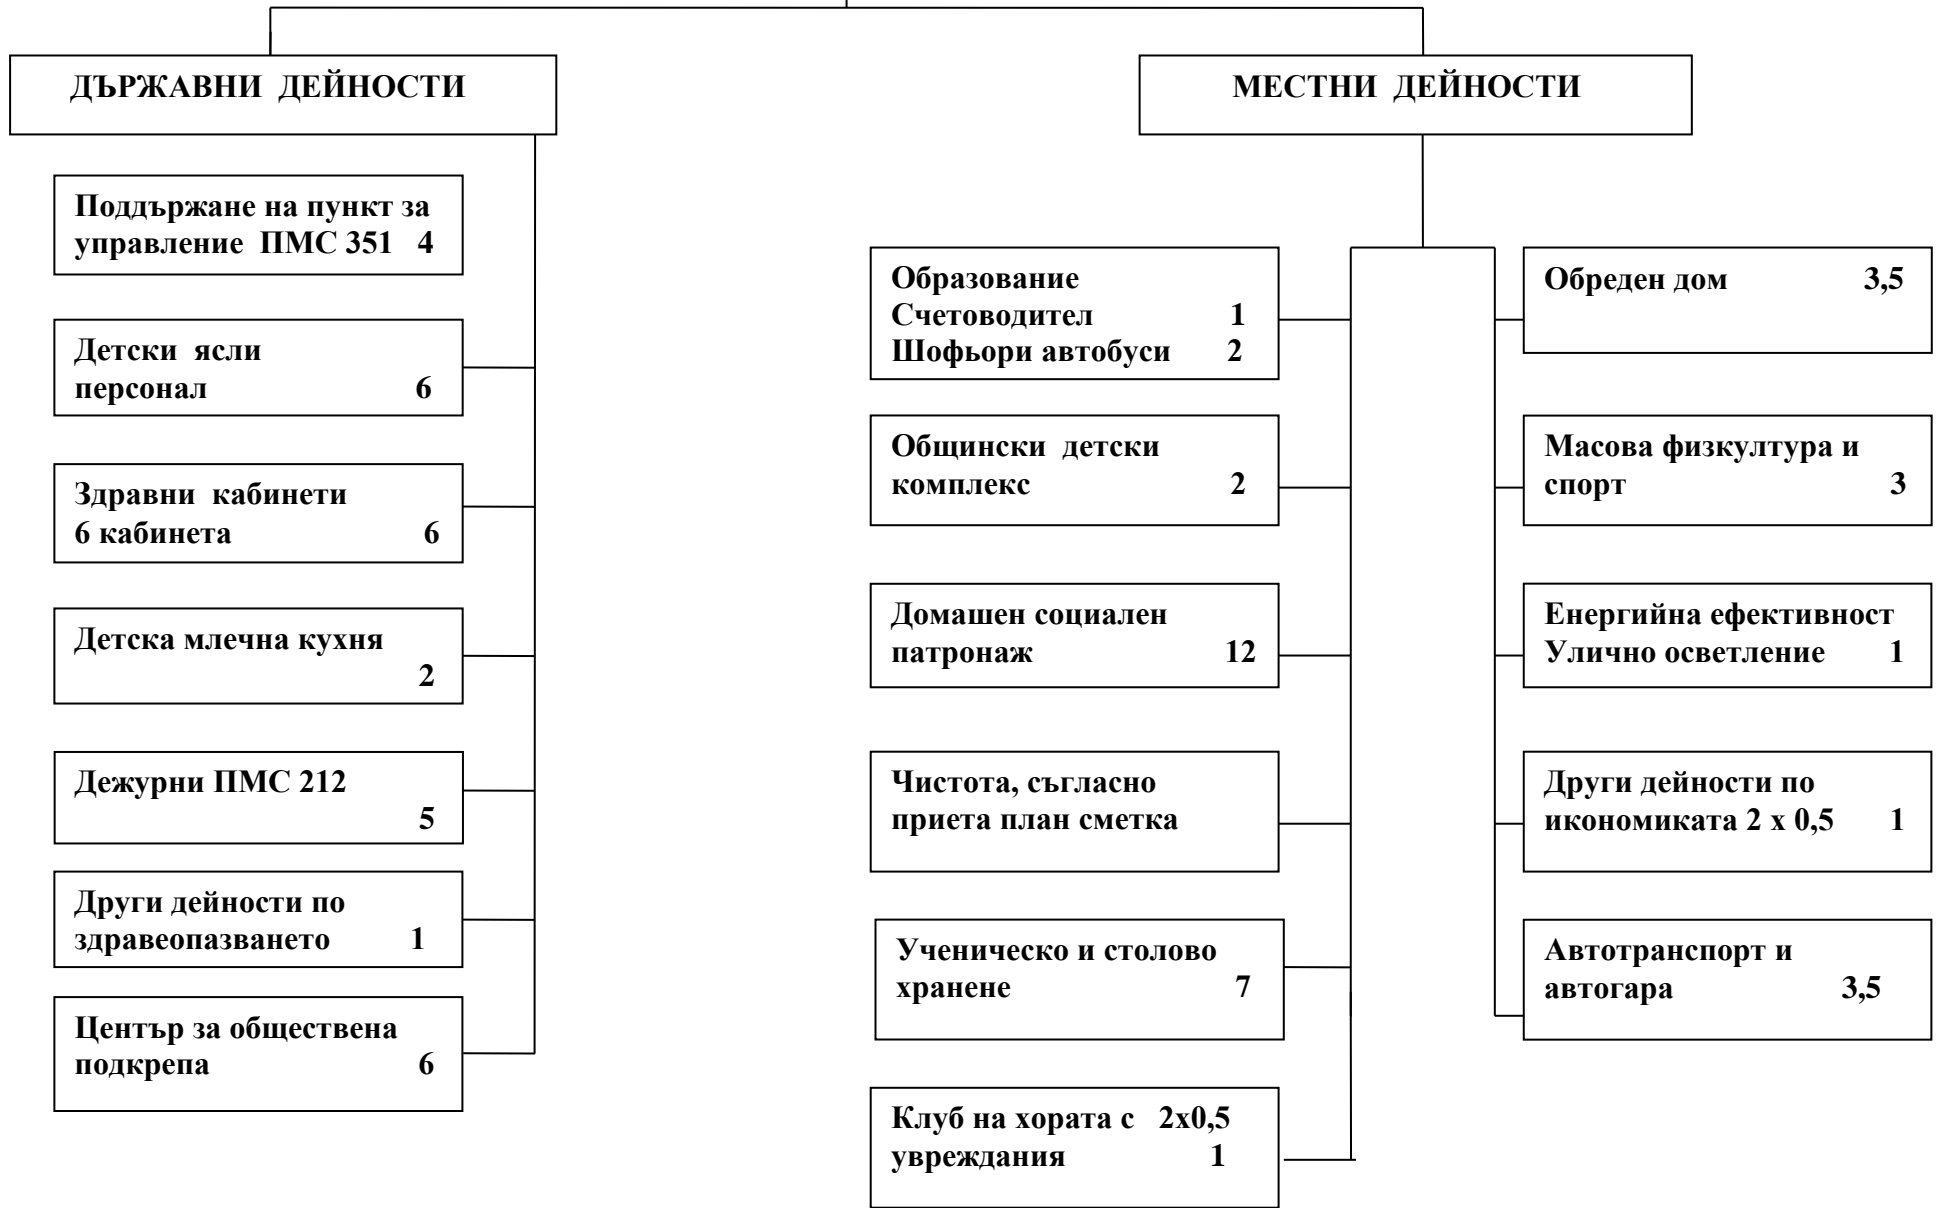 ДЪРЖАВНИ ДЕЙНОСТИ
Поддържане на пункт за
управление ПМС 351 4
Детски ясли
персонал 6
Здравни кабинети
6 кабинета 6
Детска млечна кухня
2
Дежурни ПМС 212
5
Други дейности по
здравеопазването 1
Център за обществена
подкрепа 6
МЕСТНИ ДЕЙНОСТИ
Образование
Счетоводител 1
Шофьори автобуси 2
Общински детски
комплекс 2
Домашен социален
патронаж 12
Чистота, съгласно
приета план сметка
Ученическо и столово
хранене 7
Клуб на хората с 2х0,5
увреждания 1
Обреден дом 3,5
Масова физкултура и
спорт 3
Енергийна ефективност
Улично осветление 1
Други дейности по
икономиката 2 х 0,5 1
Автотранспорт и
автогара 3,5